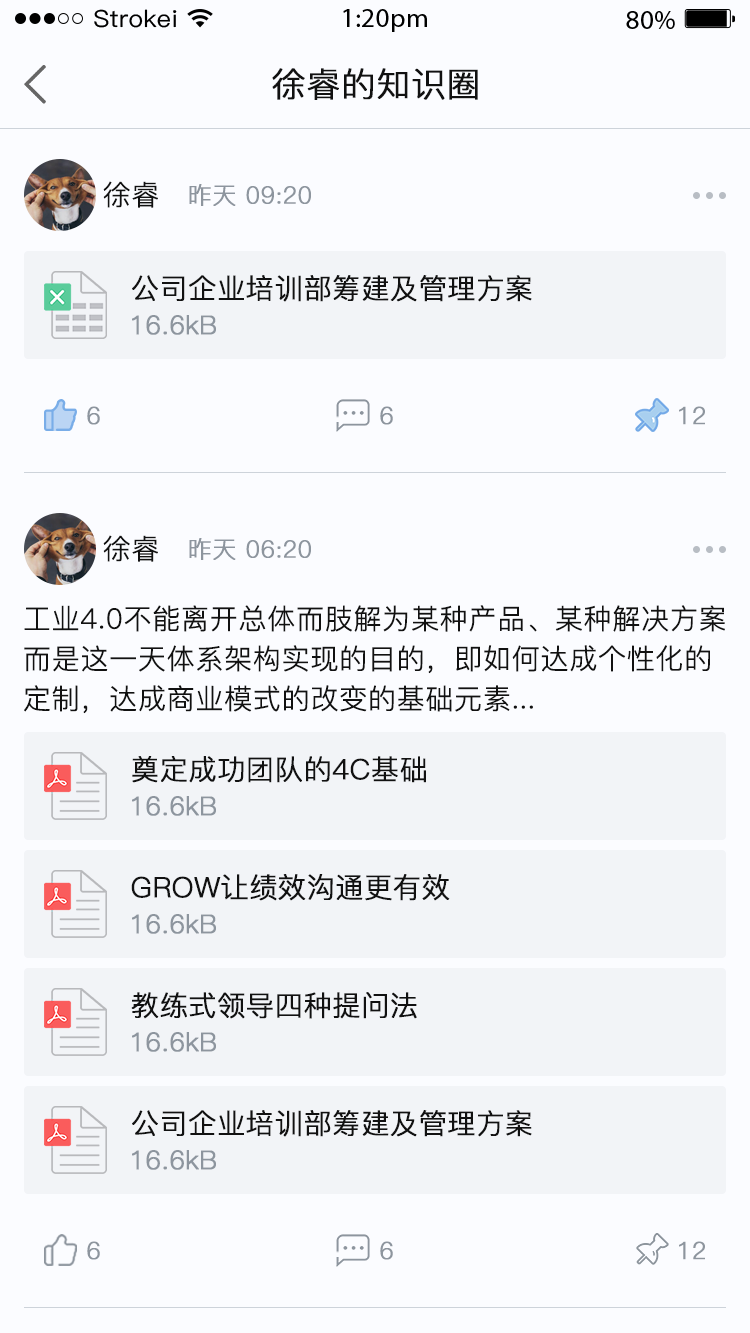 Strokei 1:20pm 80%
徐睿的知识圈
徐睿 昨天 09:20
公司企业培训部筹建及管理方案
16.6kB
6 6 12
徐睿 昨天 06:20
工业4.0不能离开总体而肢解为某种产品、某种解决方案
而是这一天体系架构实现的目的，即如何达成个性化的
定制，达成商业模式的改变的基础元素...
奠定成功团队的4C基础
16.6kB
GROW让绩效沟通更有效
16.6kB
教练式领导四种提问法
16.6kB
公司企业培训部筹建及管理方案
16.6kB
6 6 12